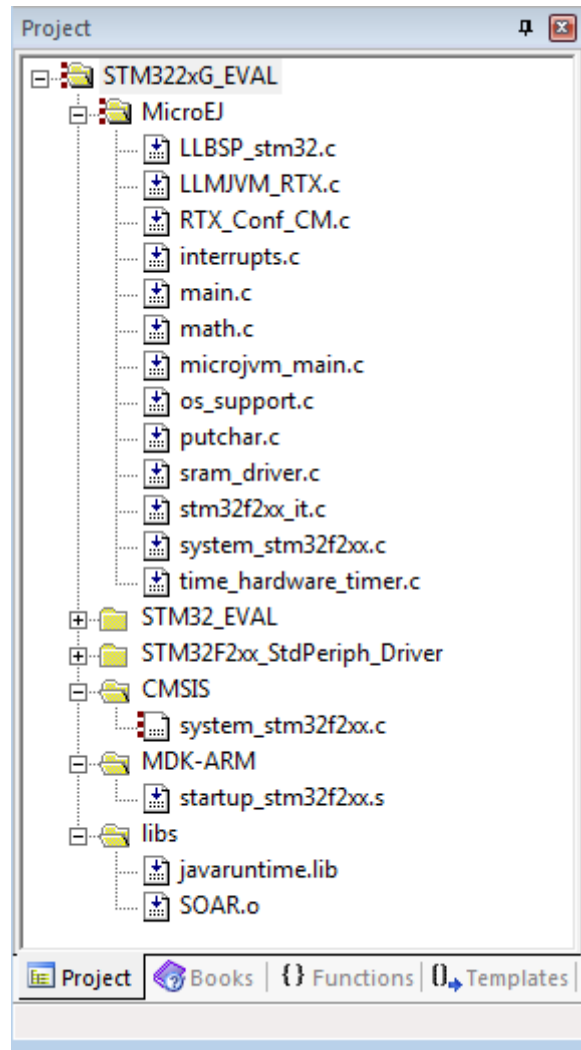 Project
STM322xG_EVAL
MicroEJ
LLBSP_stm32.c
LLMJVM_RTX.c
RTX_Conf_CM.c
interrupts.c
main.c
math.c
microjvm_main.c
os_support.c
putchar.c
sram_driver.c
stm32f2xx_it.c
system_stm32f2xx.c
time_hardware_timer.c
STM32_EVAL
STM32F2xx_StdPeriph_Driver
CMSIS
system_stm32f2xx.c
MDK-ARM
startup_stm32f2xx.s
libs
javaruntime.lib
SOAR.o
Project Books {} Functions 0 Templates